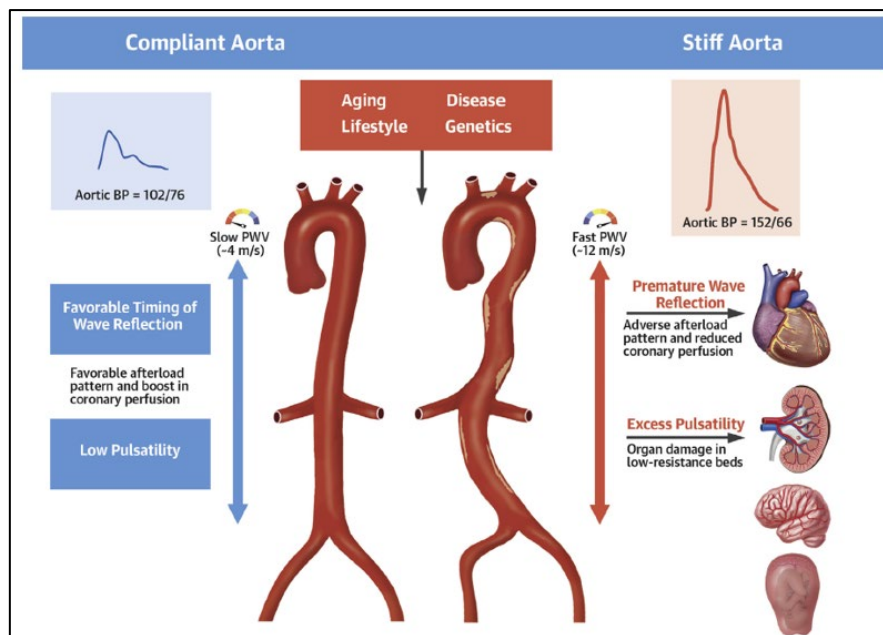 Compliant Aorta
Stiff Aorta
Aging Disease
Lifestyle Genetics
Aortic BP = 102/76
Aortic BP = 152/66
Slow PWV
(~4 m/s)
Fast PWV
(~12 m/s)
Favorable Timing of
Wave Reflection
Favorable afterload
pattern and boost in
coronary perfusion
Low Pulsatility
Premature Wave
Reflection
Adverse afterload
pattern and reduced
coronary perfusion
Excess Pulsatility
Organ damage in
low-resistance beds